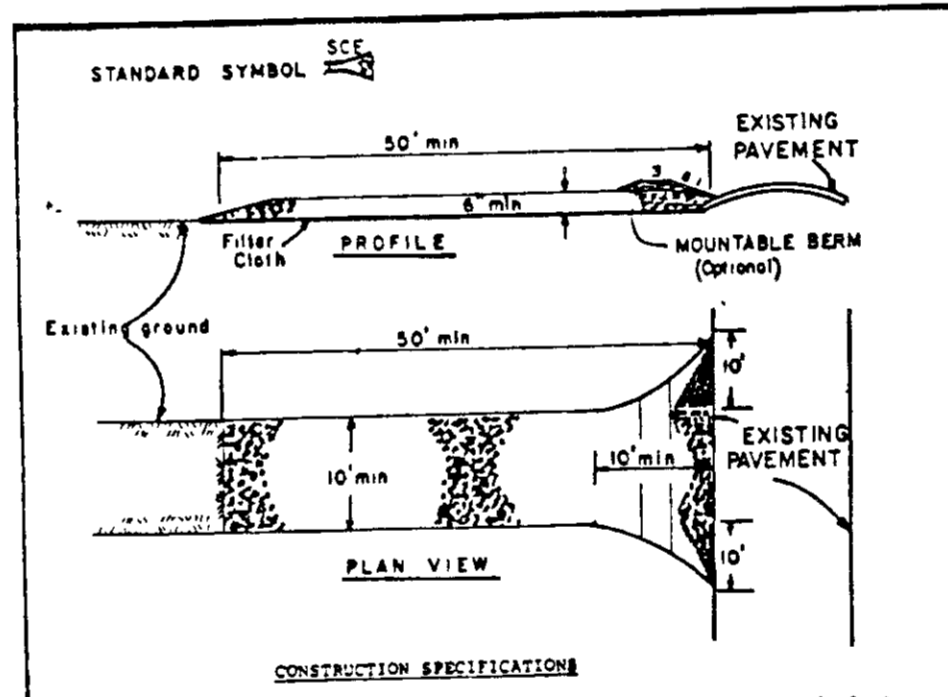 SCE
STANDARD SYMBOL
50' min
EXISTING
PAVEMENT
6" min
Filter
Cloth
PROFILE
MOUNTABLE BERM
(Optional)
Existing ground
50' min
10'
10' min
10' min
EXISTING
PAVEMENT
10'
PLAN VIEW
CONSTRUCTION SPECIFICATIONS